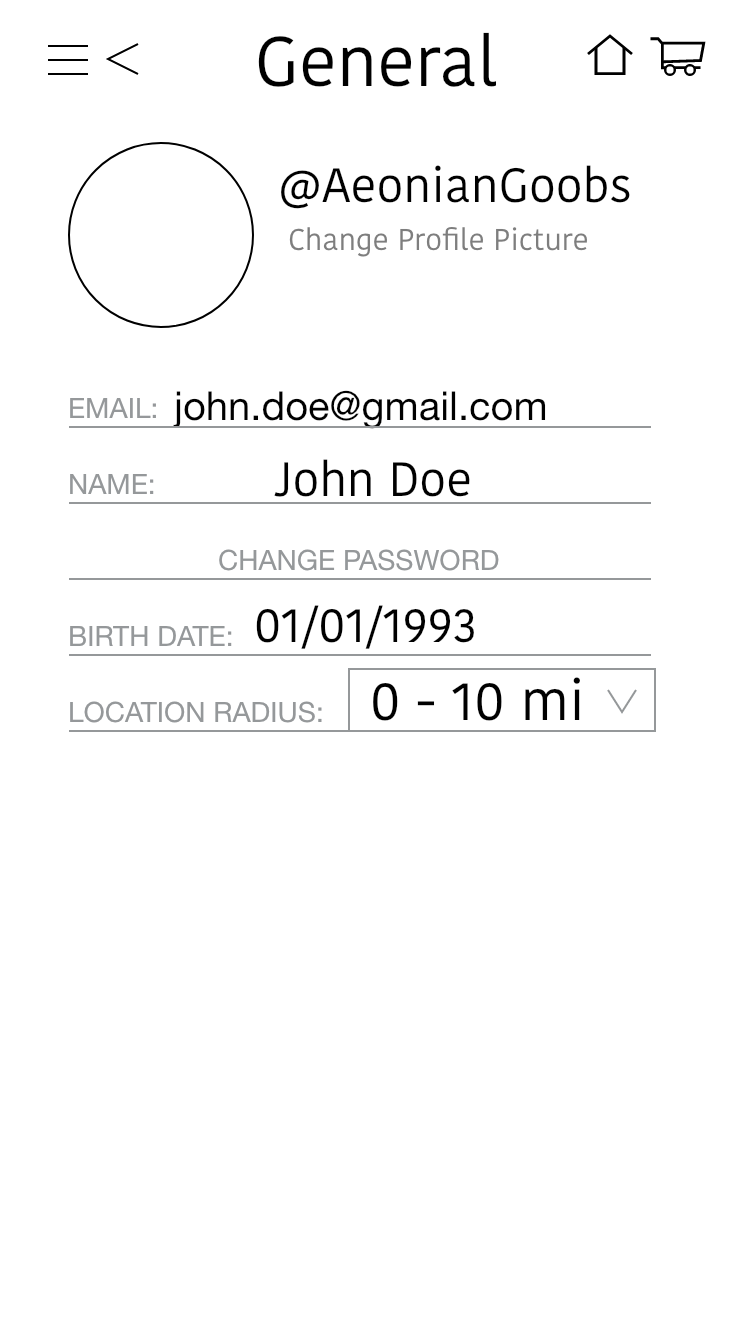 General
@AeonianGoobs
Change Profile Picture
EMAIL: john.doe@gmail.com
NAME: John Doe
CHANGE PASSWORD
BIRTH DATE: 01/01/1993
LOCATION RADIUS: 0 - 10 mi